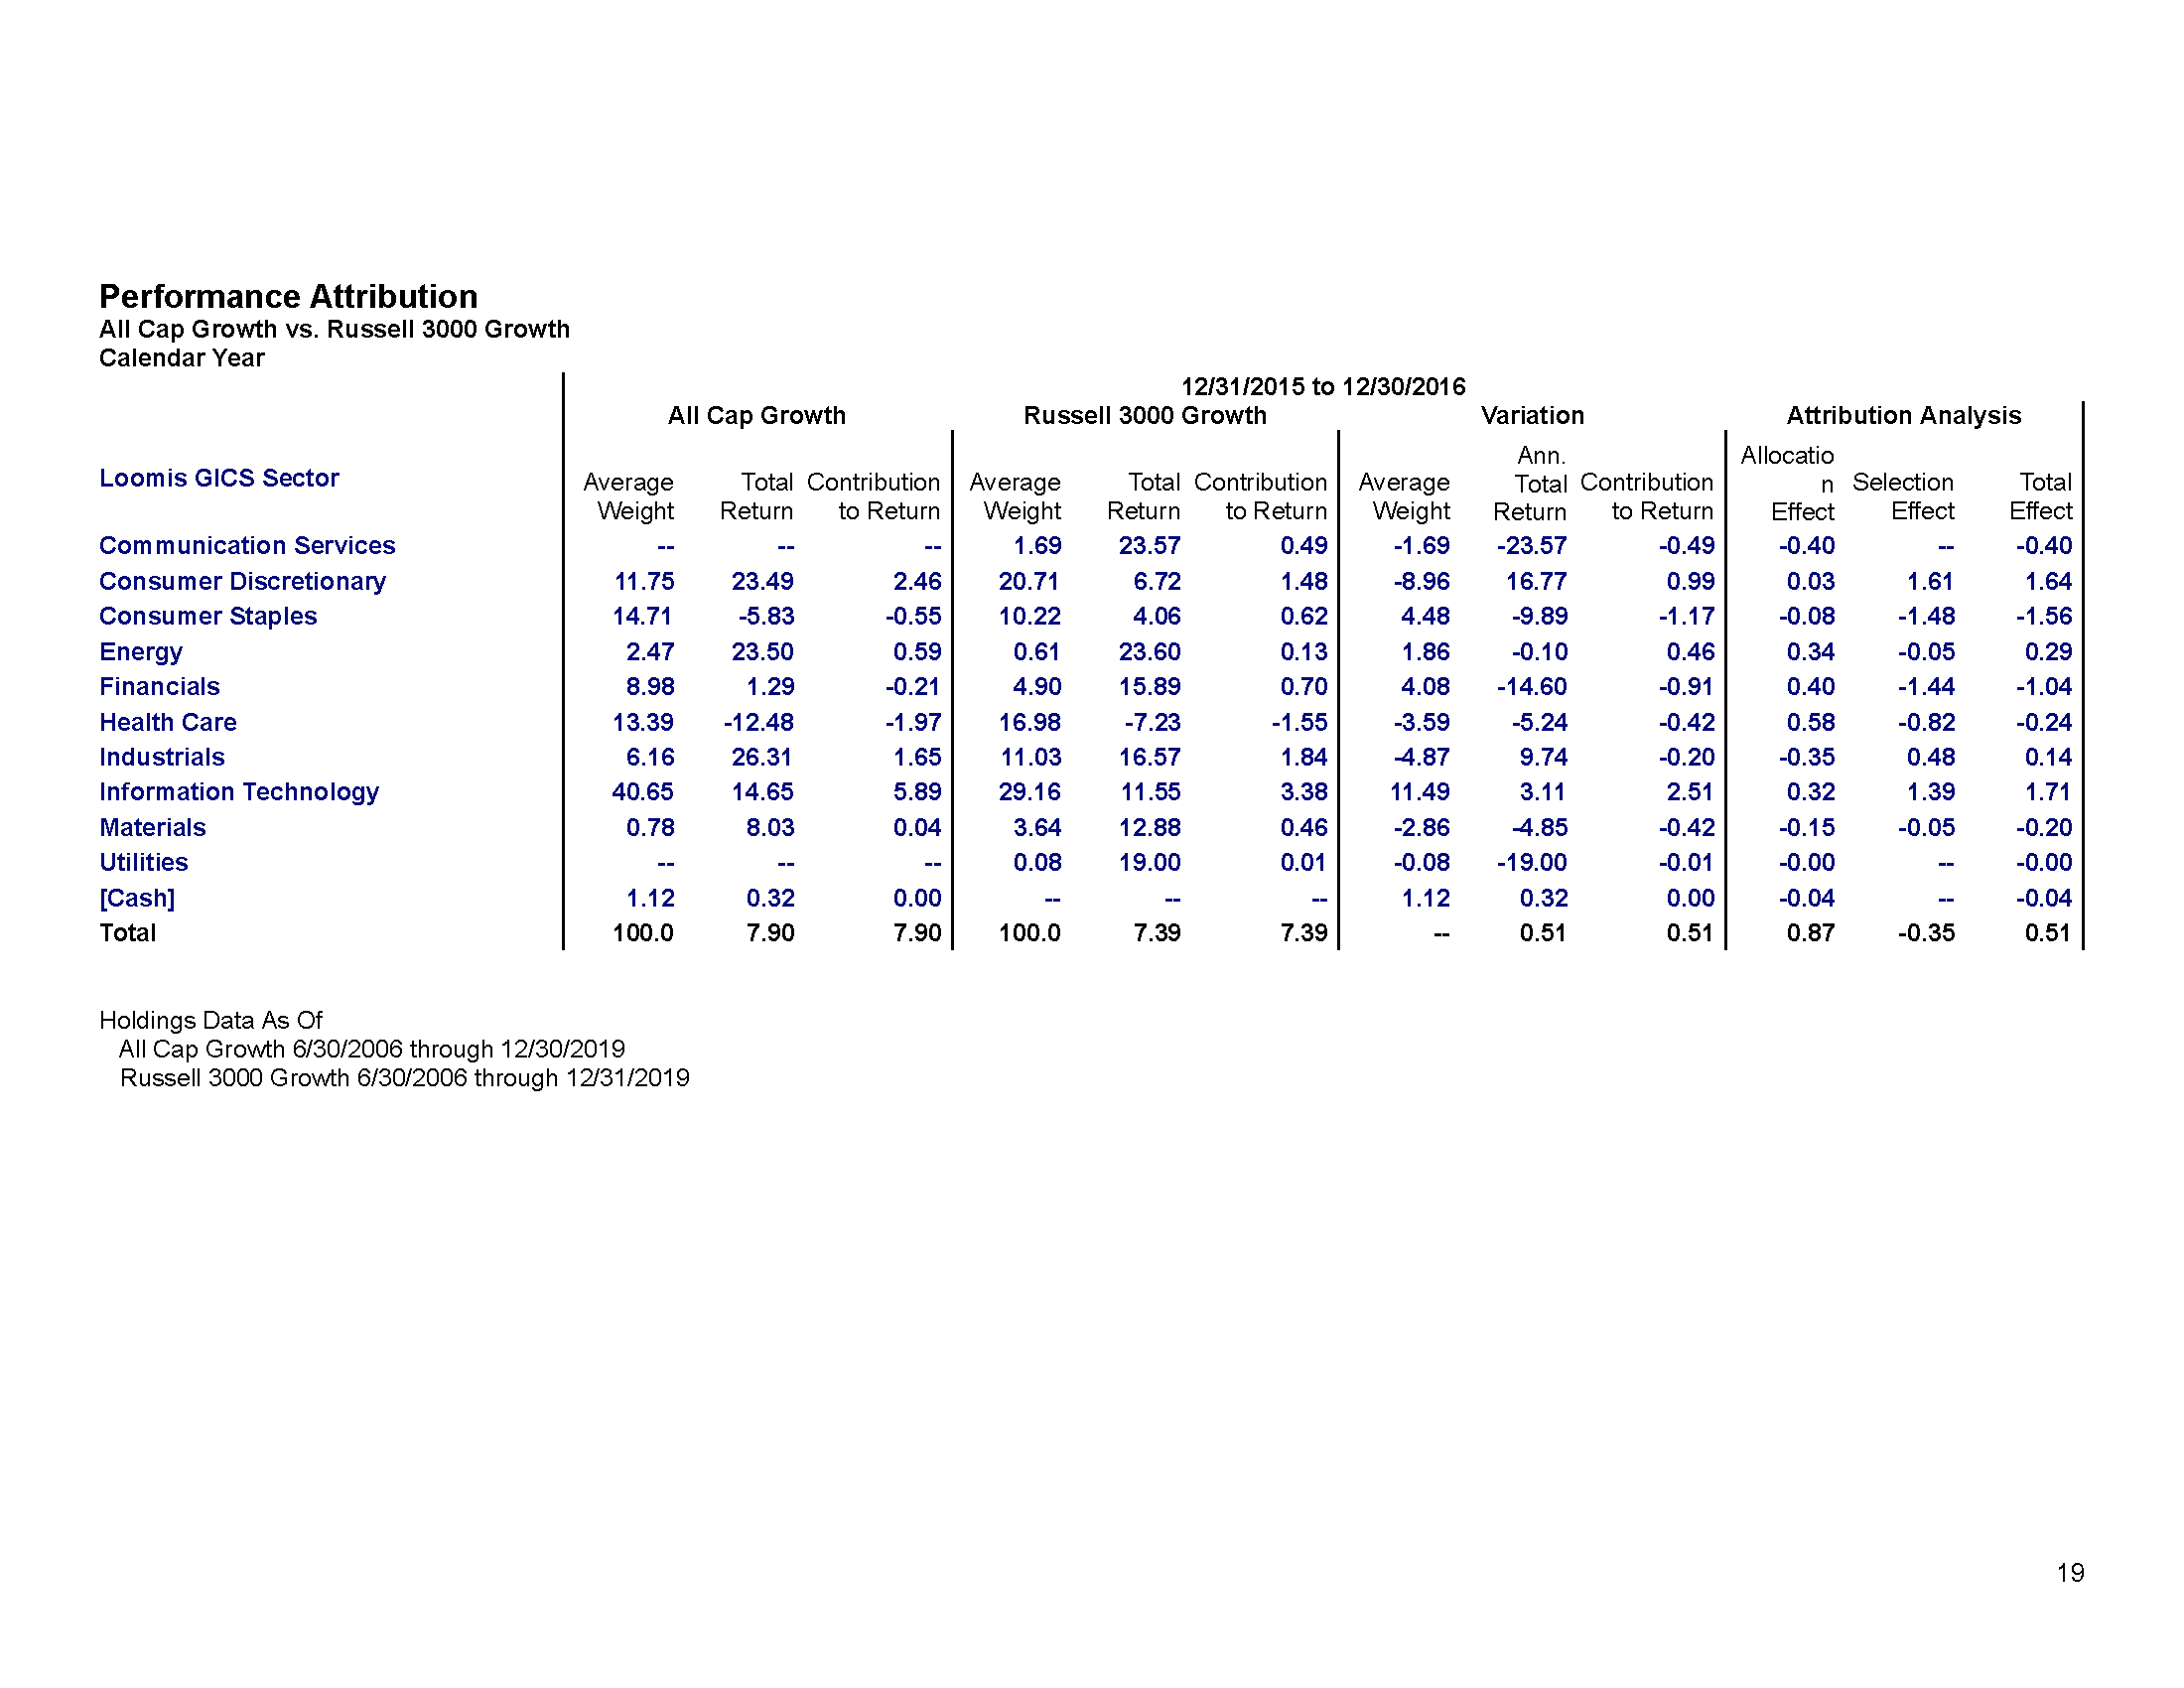 Performance Attribution
All Cap Growth vs. Russell 3000 Growth
Calendar Year
12/31/2015 to 12/30/2016
All Cap Growth Russell 3000 Growth Variation Attribution Analysis
Loomis GICS Sector Average Weight Total Return Contribution to Return Average Weight Total Return Contribution to Return Average Weight Ann. Total Return Contribution to Return Allocatio n Effect Selection Effect Total Effect
Communication Services -- -- -- 1.69 23.57 0.49 -1.69 -23.57 -0.49 -0.40 -- -0.40
Consumer Discretionary 11.75 23.49 2.46 20.71 6.72 1.48 -8.96 16.77 0.99 0.03 1.61 1.64
Consumer Staples 14.71 -5.83 -0.55 10.22 4.06 0.62 4.48 -9.89 -1.17 -0.08 -1.48 -1.56
Energy 2.47 23.50 0.59 0.61 23.60 0.13 1.86 -0.10 0.46 0.34 -0.05 0.29
Financials 8.98 1.29 -0.21 4.90 15.89 0.70 4.08 -14.60 -0.91 0.40 -1.44 -1.04
Health Care 13.39 -12.48 -1.97 16.98 -7.23 -1.55 -3.59 -5.24 -0.42 0.58 -0.82 -0.24
Industrials 6.16 26.31 1.65 11.03 16.57 1.84 -4.87 9.74 -0.20 -0.35 0.48 0.14
Information Technology 40.65 14.65 5.89 29.16 11.55 3.38 11.49 3.11 2.51 0.32 1.39 1.71
Materials 0.78 8.03 0.04 3.64 12.88 0.46 -2.86 -4.85 -0.42 -0.15 -0.05 -0.20
Utilities -- -- -- 0.08 19.00 0.01 -0.08 -19.00 -0.01 -0.00 -- -0.00
[Cash] 1.12 0.32 0.00 -- -- -- 1.12 0.32 0.00 -0.04 -- -0.04
Total 100.0 7.90 7.90 100.0 7.39 7.39 -- 0.51 0.51 0.87 -0.35 0.51
Holdings Data As Of
All Cap Growth 6/30/2006 through 12/30/2019
Russell 3000 Growth 6/30/2006 through 12/31/2019
19